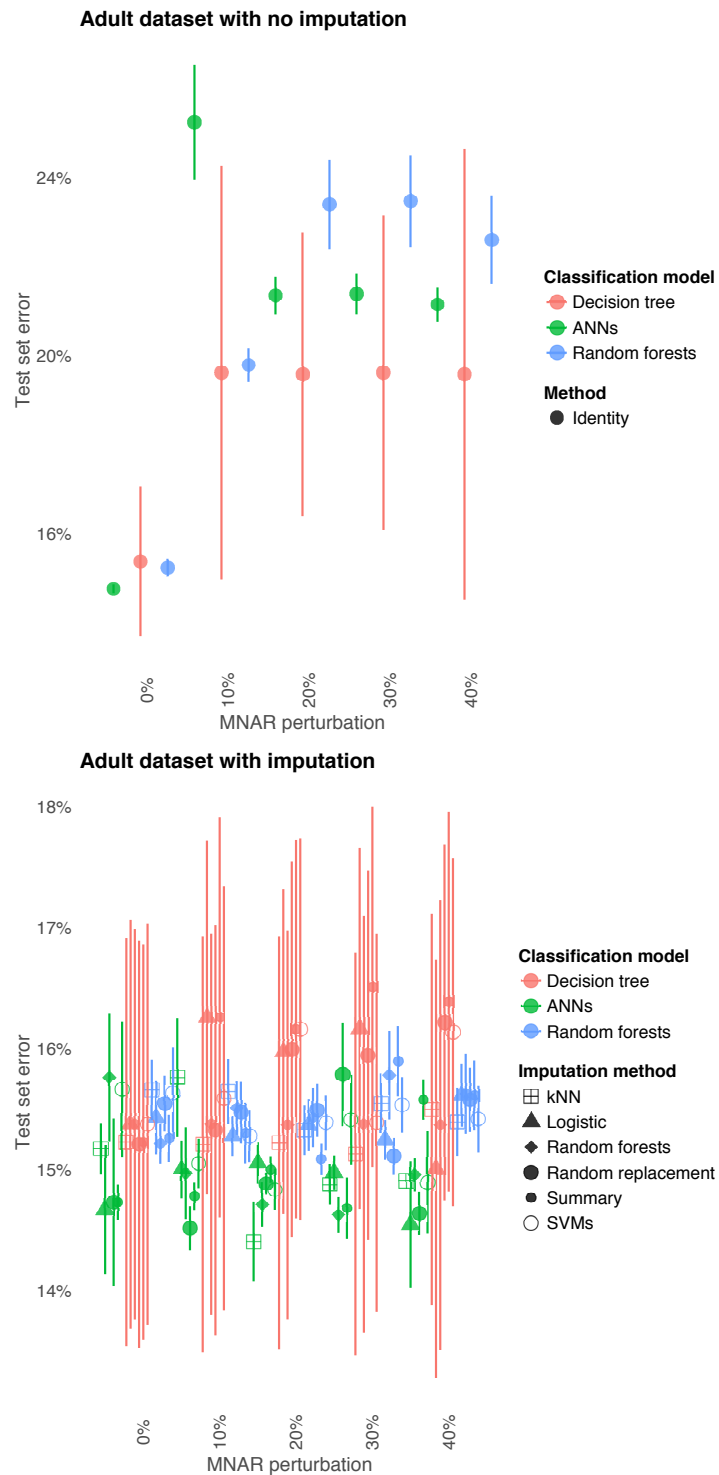 Adult dataset with no imputation
Test set error
24%
20%
16%
0%
10%
20%
30%
40%
MNAR perturbation
Classification model
Decision tree
ANNs
Random forests
Method
Identity
Adult dataset with imputation
Test set error
18%
17%
16%
15%
14%
0%
10%
20%
30%
40%
MNAR perturbation
Classification model
Decision tree
ANNs
Random forests
Imputation method
kNN
Logistic
Random forests
Random replacement
Summary
SVMs